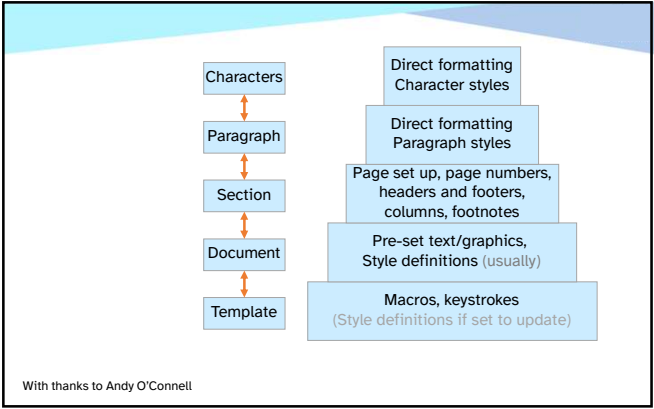 Characters
Direct formatting
Character styles
Paragraph
Direct formatting
Paragraph styles
Section
Page set up, page numbers,
headers and footers,
columns, footnotes
Document
Pre-set text/graphics,
Style definitions (usually)
Template
Macros, keystrokes
(Style definitions if set to update)
With thanks to Andy O’Connell